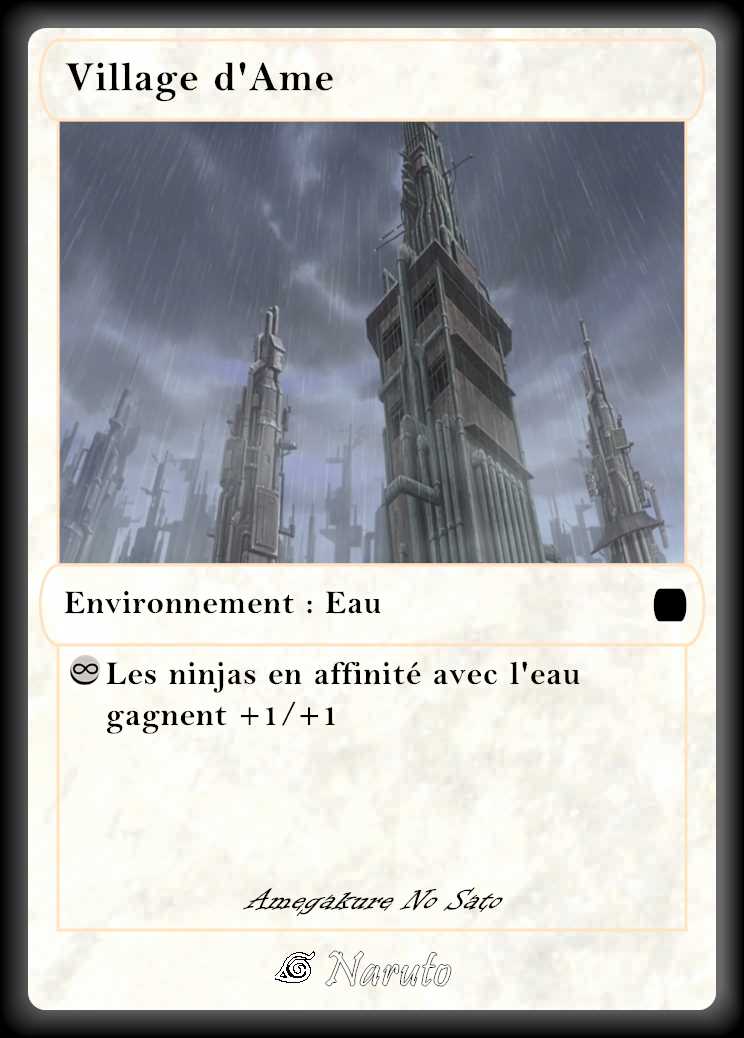 Village d'Ame
Environnement : Eau
∞ Les ninjas en affinité avec l'eau
gagnent +1/+1
Amegakure No Sato
Naruto